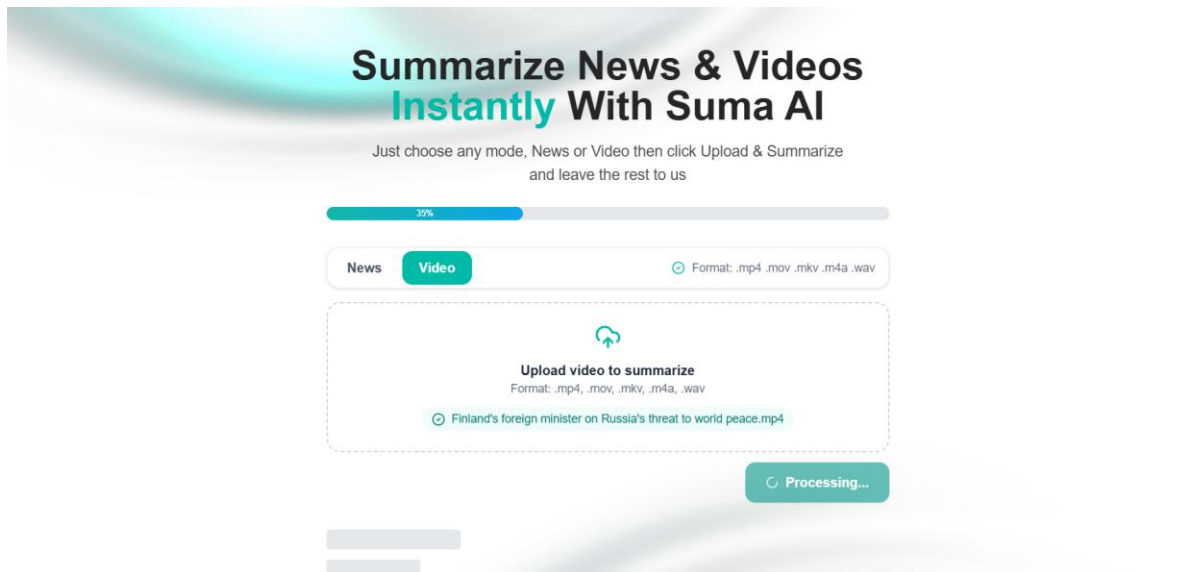 Summarize News & Videos
Instantly With Suma AI
Just choose any mode, News or Video then click Upload & Summarize
and leave the rest to us
35%
News Video Format: .mp4 .mov .mkv .m4a .wav
Upload video to summarize
Format: .mp4, .mov, .mkv, .m4a, .wav
Finland's foreign minister on Russia's threat to world peace.mp4
Processing...